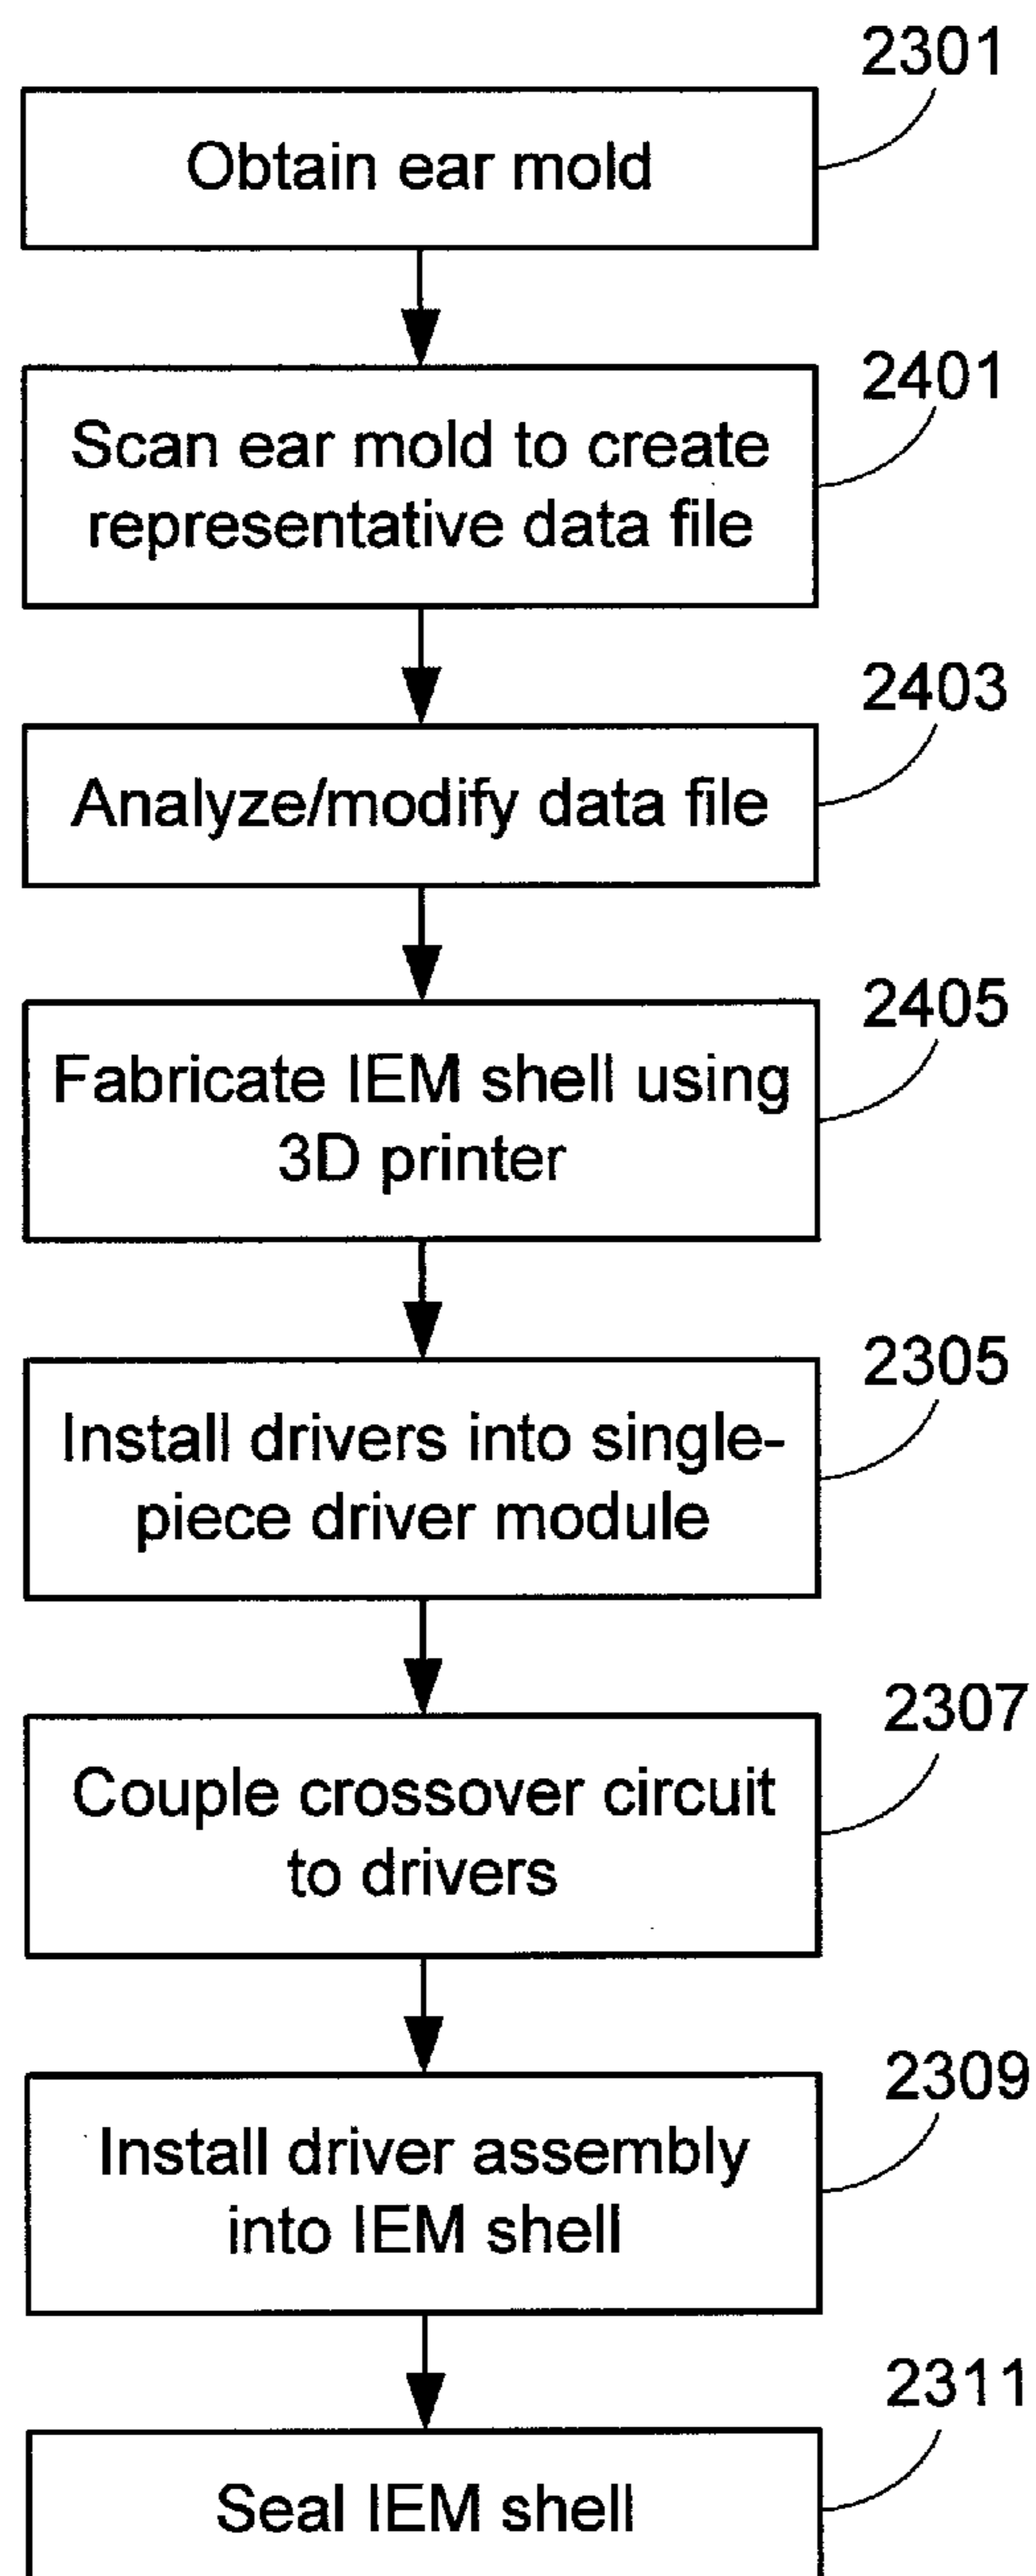 2301
Obtain ear mold
2401
Scan ear mold to create
representative data file
2403
Analyze/modify data file
2405
Fabricate IEM shell using
3D printer
2305
Install drivers into single-
piece driver module
2307
Couple crossover circuit
to drivers
2309
Install driver assembly
into IEM shell
2311
Seal IEM shell